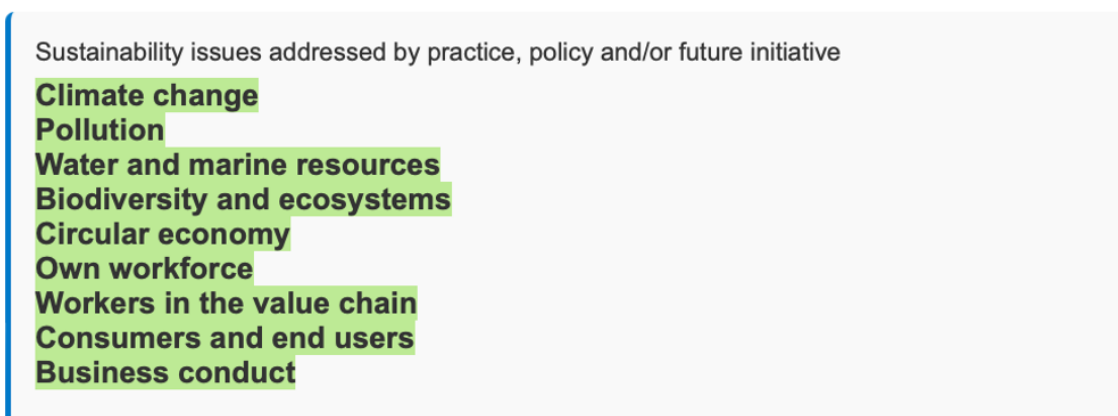 Sustainability issues addressed by practice, policy and/or future initiative
Climate change
Pollution
Water and marine resources
Biodiversity and ecosystems
Circular economy
Own workforce
Workers in the value chain
Consumers and end users
Business conduct